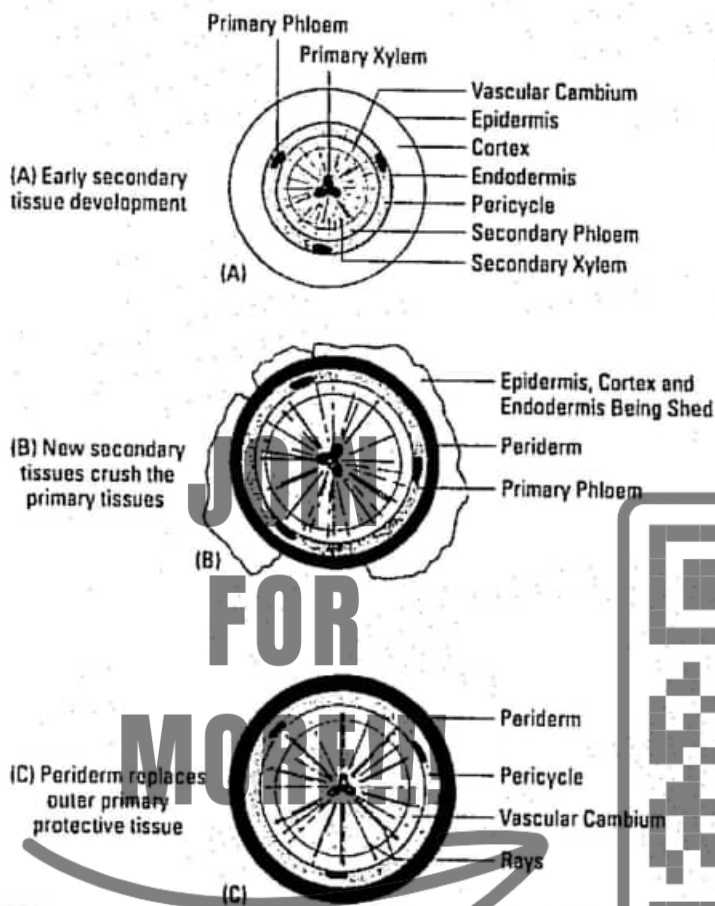 Primary Phloem
Primary Xylem
Vascular Cambium
Epidermis
Cortex
Endodermis
Pericycle
Secondary Phloem
Secondary Xylem
(A) Early secondary
tissue development
(A)
Epidermis, Cortex and
Endodermis Being Shed
Periderm
Primary Phloem
(B) New secondary
tissues crush the
primary tissues
(B)
JOIN
FOR
MORE!!!
Periderm
Pericycle
Vascular Cambium
Rays
(C) Periderm replaces
outer primary
protective tissue
(C)